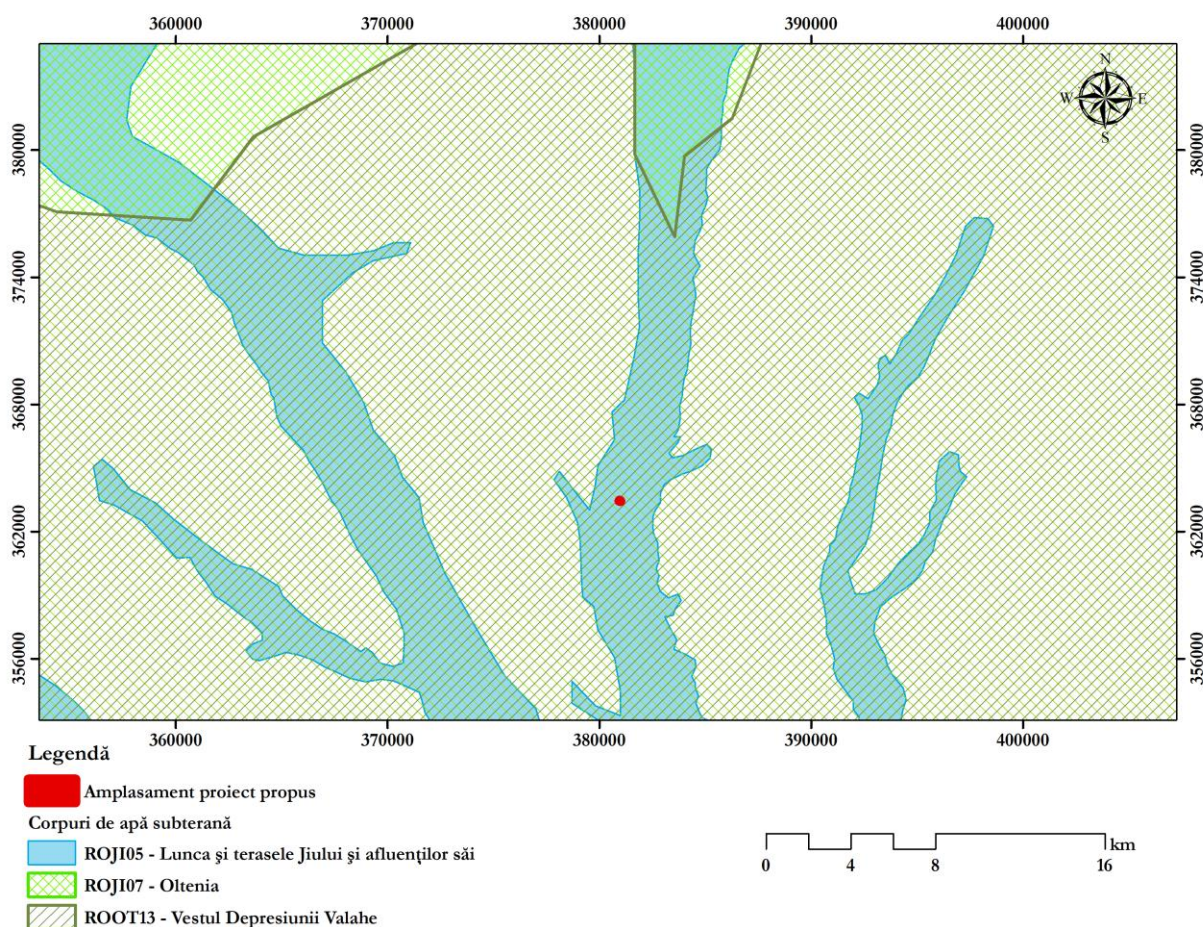 360000 370000 380000 390000 400000
N
W E
S
380000 380000
374000 374000
368000 368000
362000 362000
356000 356000
360000 370000 380000 390000 400000
Legendă
Amplasament proiect propus
Corpuri de apă subterană
ROJI05 - Lunca şi terasele Jiului şi afluenţilor săi
ROJI07 - Oltenia
ROOT13 - Vestul Depresiunii Valahe
km
0 4 8 16